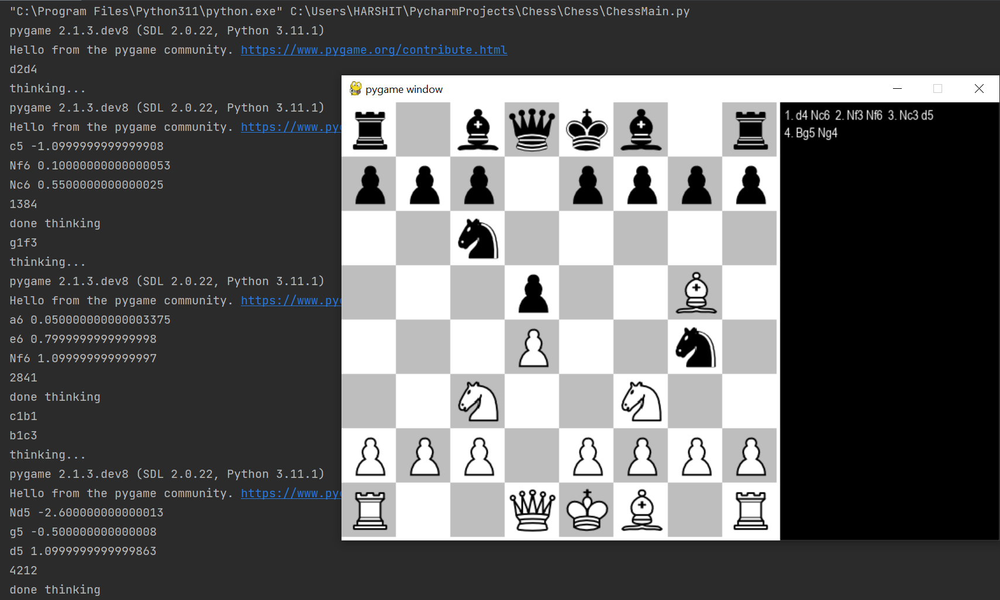 "C:\Program Files\Python311\python.exe" C:\Users\HARSHIT\PycharmProjects\Chess\Chess\ChessMain.py
pygame 2.1.3.dev8 (SDL 2.0.22, Python 3.11.1)
Hello from the pygame community. https://www.pygame.org/contribute.html
d2d4
thinking...
pygame 2.1.3.dev8 (SDL 2.0.22, Python 3.11.1)
Hello from the pygame community. https://www.pyg
c5 -1.0999999999999908
Nf6 0.10000000000000053
Nc6 0.5500000000000025
1384
done thinking
g1f3
thinking...
pygame 2.1.3.dev8 (SDL 2.0.22, Python 3.11.1)
Hello from the pygame community. https://www.pyg
a6 0.050000000000003375
e6 0.7999999999999998
Nf6 1.099999999999997
2841
done thinking
c1b1
b1c3
thinking...
pygame 2.1.3.dev8 (SDL 2.0.22, Python 3.11.1)
Hello from the pygame community. https://www.pyg
Nd5 -2.600000000000013
g5 -0.500000000000008
d5 1.0999999999999863
4212
done thinking
pygame window
1. d4 Nc6 2. Nf3 Nf6 3. Nc3 d5
4. Bg5 Ng4